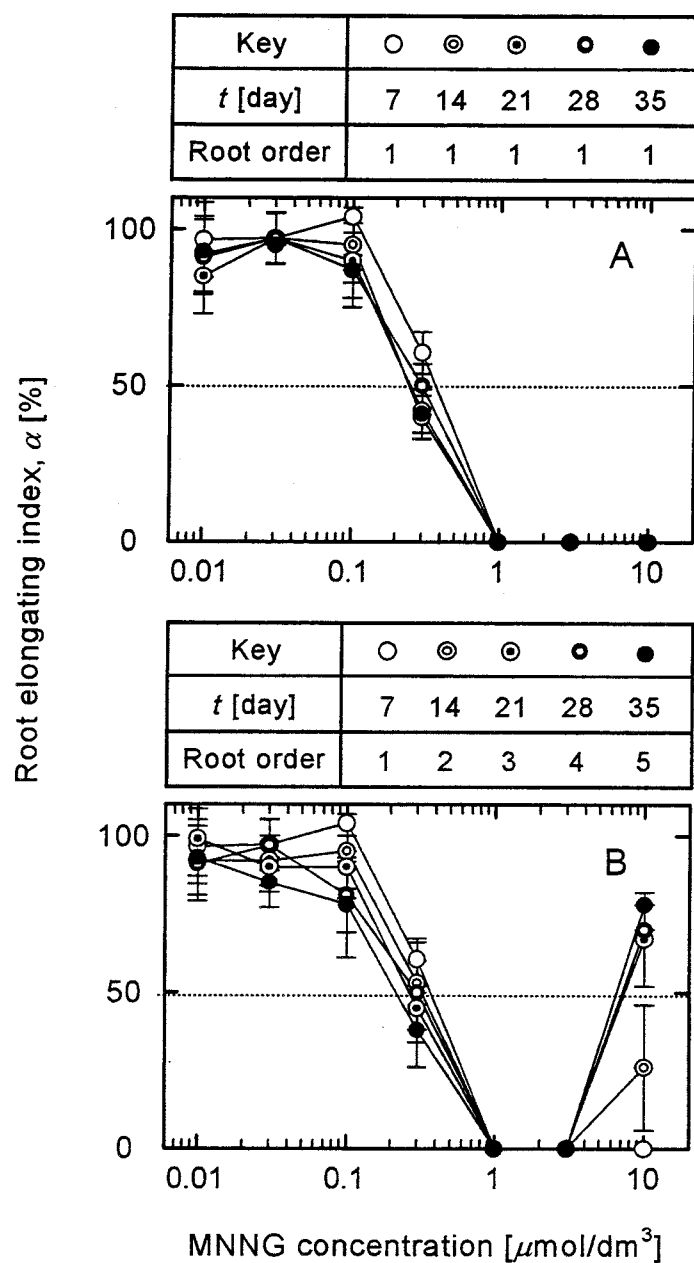 Key
t [day] 7 14 21 28 35
Root order 1 1 1 1 1
A
100
50
0
0.01 0.1 1 10
Root elongating index, α [%]
Key
t [day] 7 14 21 28 35
Root order 1 2 3 4 5
B
100
50
0
0.01 0.1 1 10
MNNG concentration [μmol/dm³]